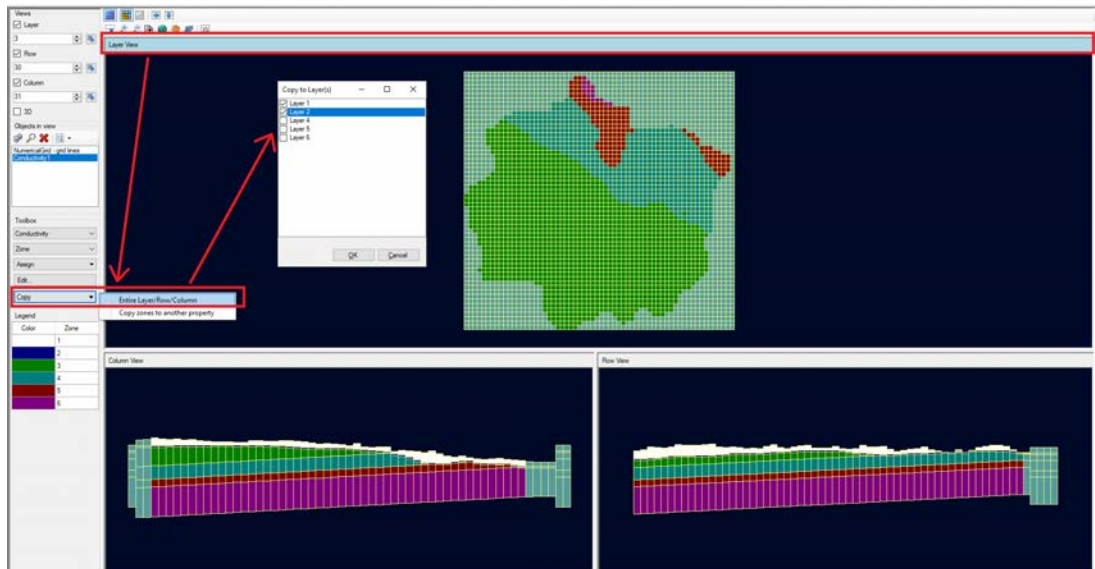 Views
Layer
3
Row
30
Column
31
3D
Objects in view
NumericalGrid - grid lines
Conductivity1
Toolbox
Conductivity
Zone
Assign
Edit...
Copy
Entire Layer/Row/Column
Copy zones to another property
Legend
Color Zone
1
2
3
4
5
6
Layer View
Copy to Layer(s)
Layer 1
Layer 2
Layer 4
Layer 5
Layer 6
OK Cancel
Column View
Row View